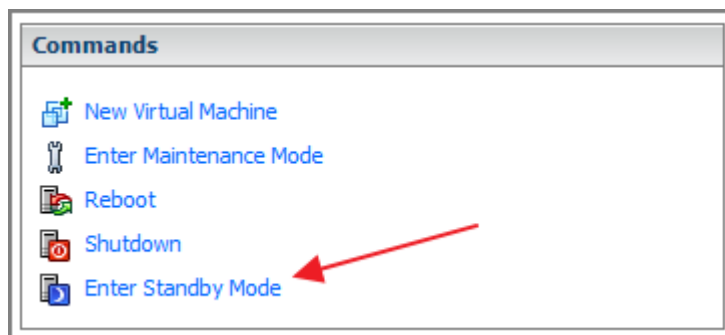 Commands
New Virtual Machine
Enter Maintenance Mode
Reboot
Shutdown
Enter Standby Mode